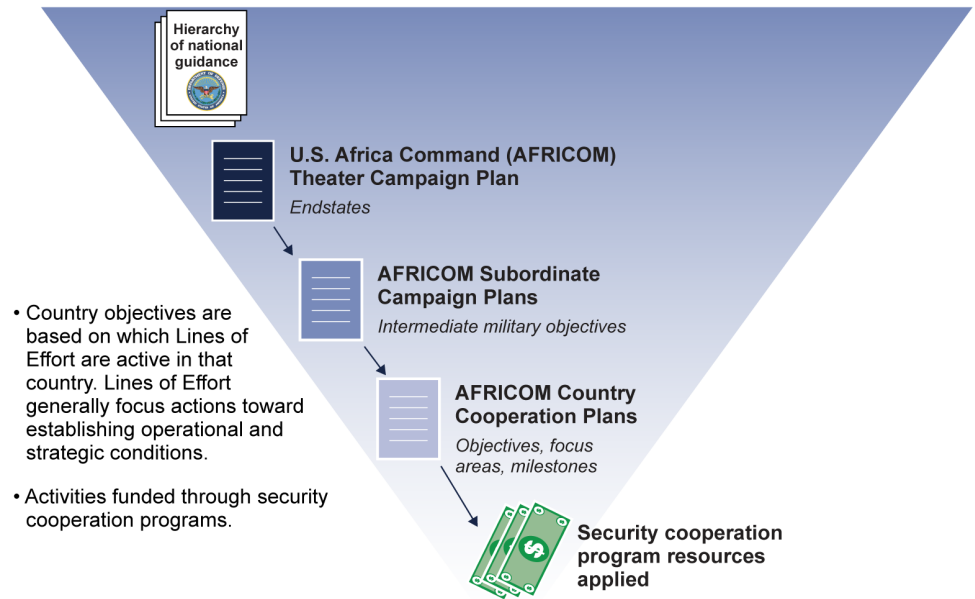 Hierarchy
of national
guidance
U.S. Africa Command (AFRICOM)
Theater Campaign Plan
Endstates
AFRICOM Subordinate
Campaign Plans
Intermediate military objectives
• Country objectives are
based on which Lines of
Effort are active in that
country. Lines of Effort
generally focus actions toward
establishing operational and
strategic conditions.
• Activities funded through security
cooperation programs.
AFRICOM Country
Cooperation Plans
Objectives, focus
areas, milestones
Security cooperation
program resources
applied